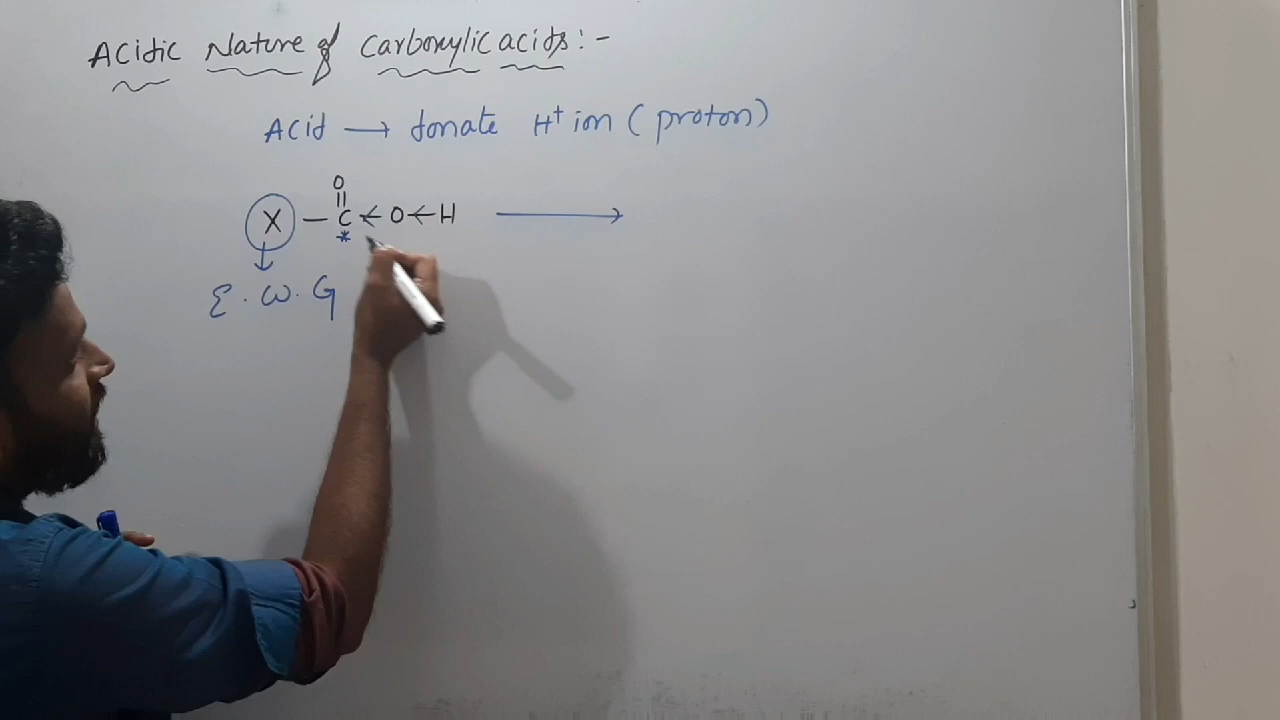 Acidic Nature of Carboxylic acids:-
Acid → donate H⁺ ion (proton)
O
||
X — C ← O ← H →
*
↓
E.W.G